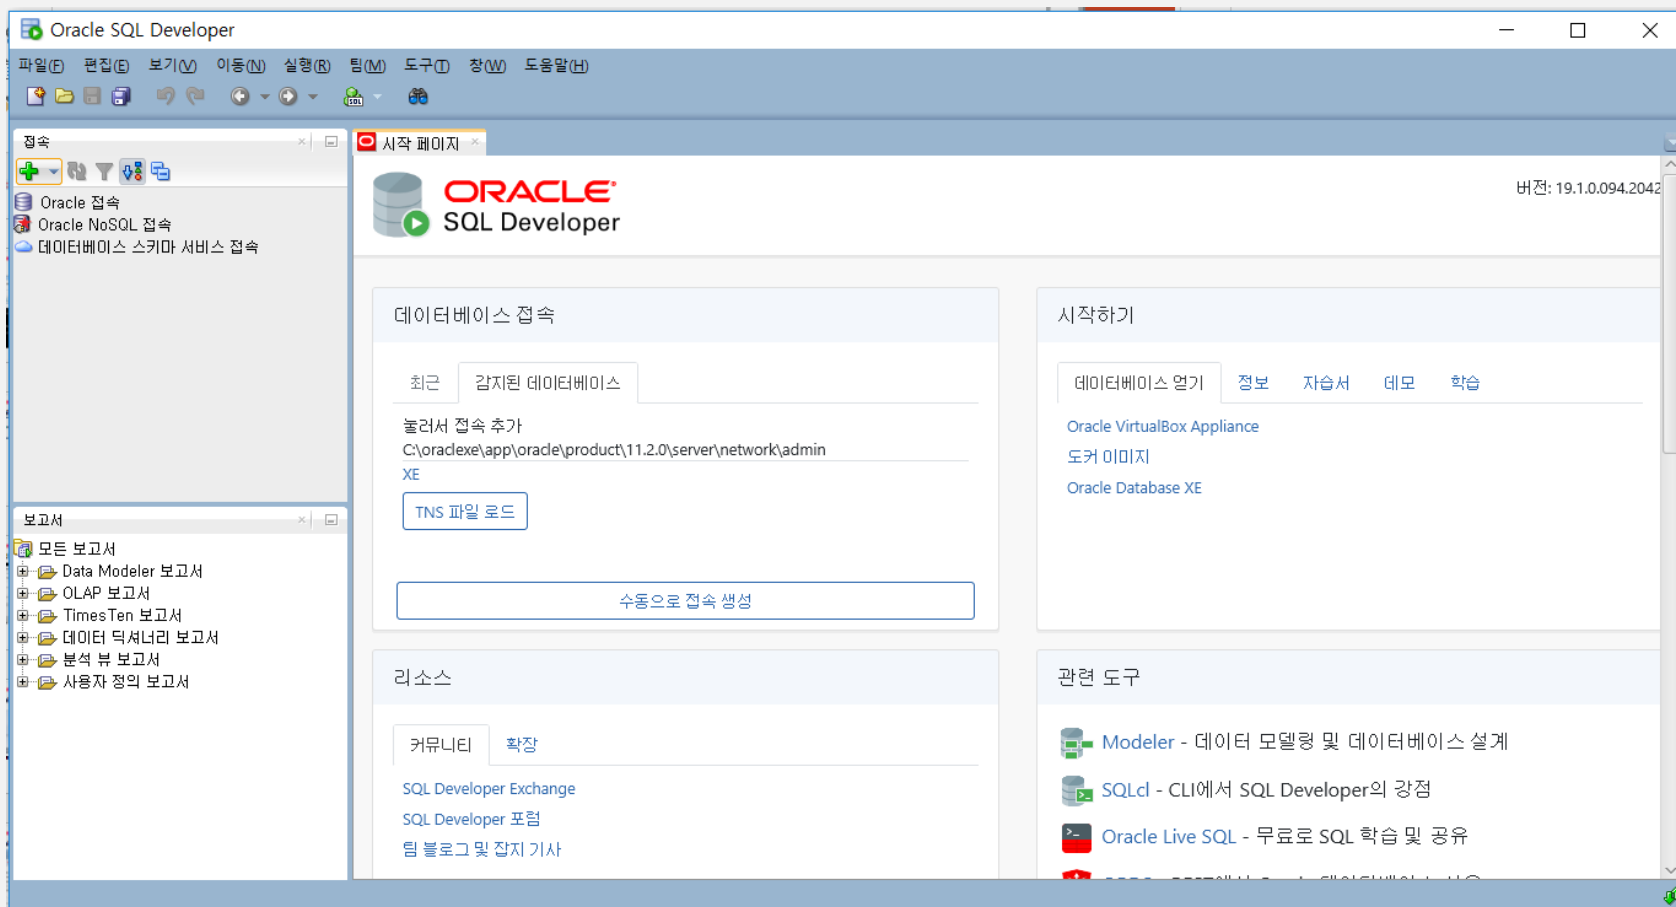 Oracle SQL Developer
파일(F) 편집(E) 보기(V) 이동(N) 실행(R) 팀(M) 도구(T) 창(W) 도움말(H)
접속
Oracle 접속
Oracle NoSQL 접속
데이터베이스 스키마 서비스 접속
보고서
모든 보고서
Data Modeler 보고서
OLAP 보고서
TimesTen 보고서
데이터 딕셔너리 보고서
분석 뷰 보고서
사용자 정의 보고서
시작 페이지
ORACLE
SQL Developer
버전: 19.1.0.094.2042
데이터베이스 접속
최근 감지된 데이터베이스
눌러서 접속 추가
C:\oraclexe\app\oracle\product\11.2.0\server\network\admin
XE
TNS 파일 로드
수동으로 접속 생성
시작하기
데이터베이스 얻기 정보 자습서 데모 학습
Oracle VirtualBox Appliance
도커 이미지
Oracle Database XE
리소스
커뮤니티 확장
SQL Developer Exchange
SQL Developer 포럼
팀 블로그 및 잡지 기사
관련 도구
Modeler - 데이터 모델링 및 데이터베이스 설계
SQLcl - CLI에서 SQL Developer의 강점
Oracle Live SQL - 무료로 SQL 학습 및 공유